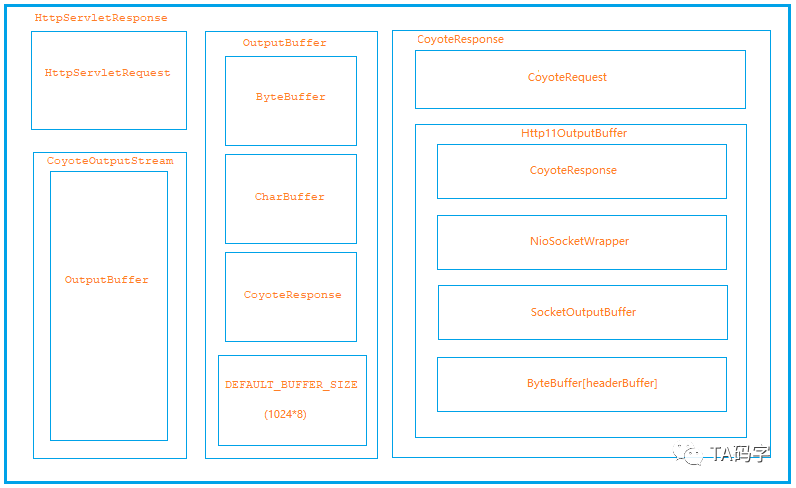 HttpServletResponse
HttpServletRequest
CoyoteOutputStream
OutputBuffer
OutputBuffer
ByteBuffer
CharBuffer
CoyoteResponse
DEFAULT_BUFFER_SIZE
(1024*8)
CoyoteResponse
CoyoteRequest
Http11OutputBuffer
CoyoteResponse
NioSocketWrapper
SocketOutputBuffer
ByteBuffer[headerBuffer]
TA码字